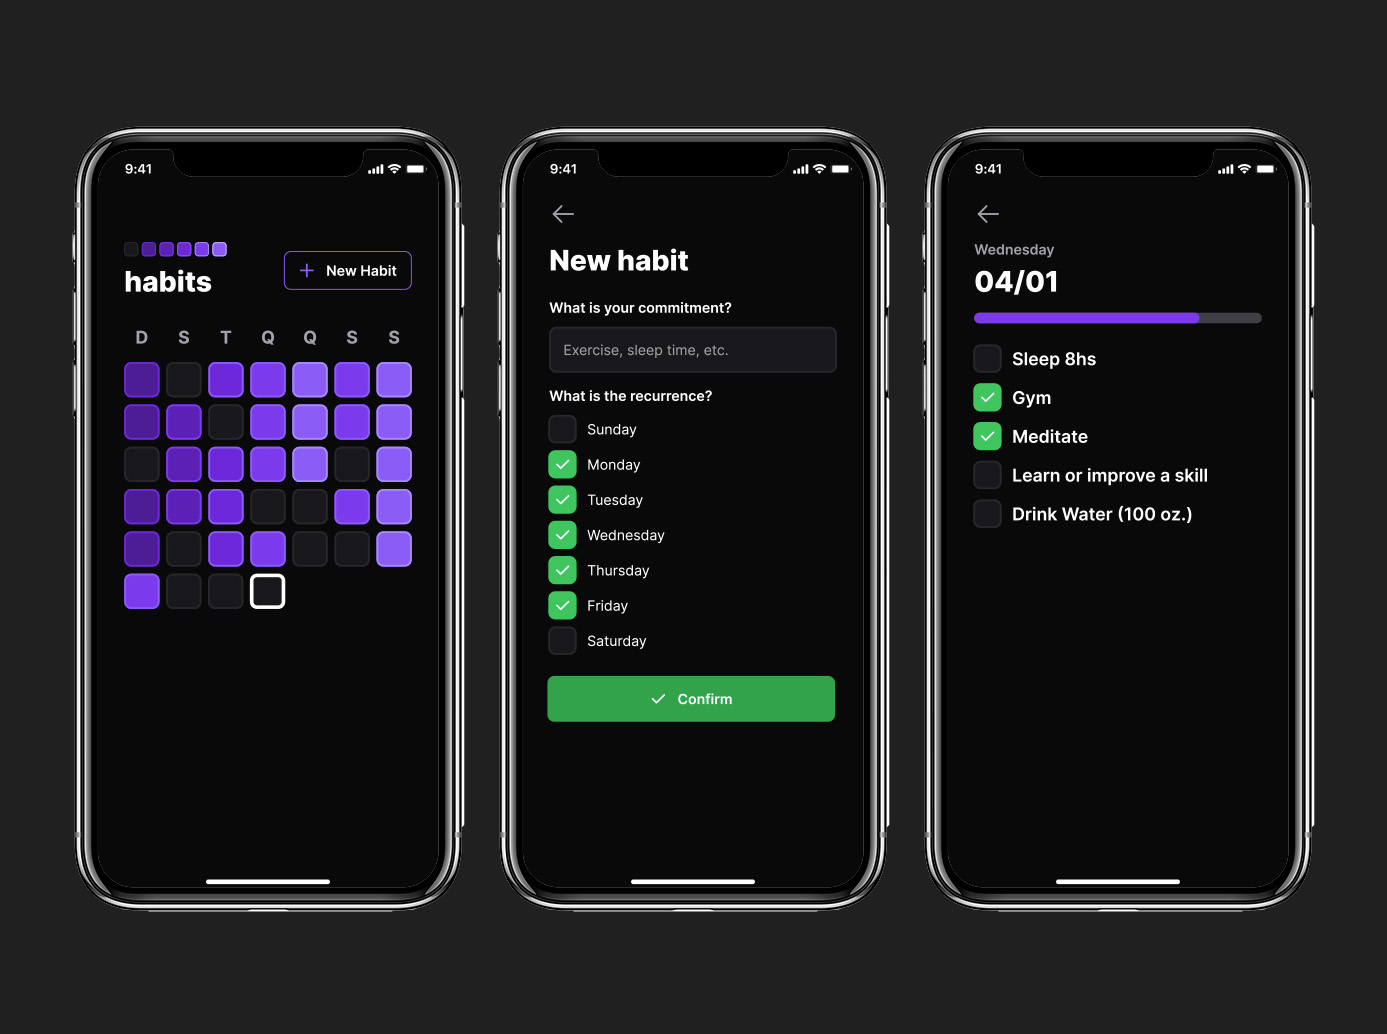 9:41
habits
New Habit
D S T Q Q S S
9:41
New habit
What is your commitment?
Exercise, sleep time, etc.
What is the recurrence?
Sunday
Monday
Tuesday
Wednesday
Thursday
Friday
Saturday
Confirm
9:41
Wednesday
04/01
Sleep 8hs
Gym
Meditate
Learn or improve a skill
Drink Water (100 oz.)